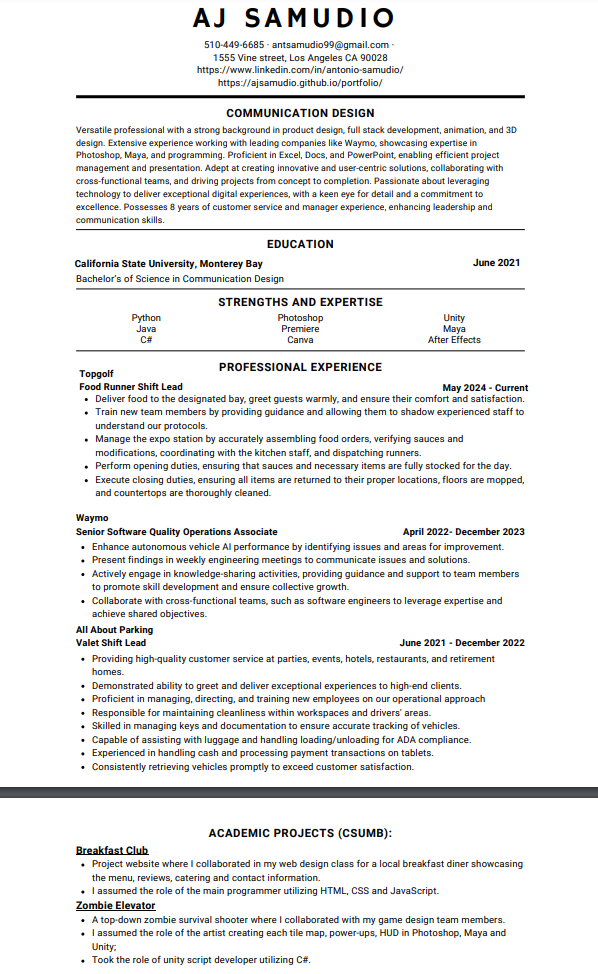 AJ SAMUDIO
510-449-6685 · antsamudio99@gmail.com ·
1555 Vine street, Los Angeles CA 90028
https://www.linkedin.com/in/antonio-samudio/
https://ajsamudio.github.io/portfolio/
COMMUNICATION DESIGN
Versatile professional with a strong background in product design, full stack development, animation, and 3D
design. Extensive experience working with leading companies like Waymo, showcasing expertise in
Photoshop, Maya, and programming. Proficient in Excel, Docs, and PowerPoint, enabling efficient project
management and presentation. Adept at creating innovative and user-centric solutions, collaborating with
cross-functional teams, and driving projects from concept to completion. Passionate about leveraging
technology to deliver exceptional digital experiences, with a keen eye for detail and a commitment to
excellence. Possesses 8 years of customer service and manager experience, enhancing leadership and
communication skills.
EDUCATION
California State University, Monterey Bay June 2021
Bachelor's of Science in Communication Design
STRENGTHS AND EXPERTISE
Python Photoshop Unity
Java Premiere Maya
C# Canva After Effects
PROFESSIONAL EXPERIENCE
Topgolf
Food Runner Shift Lead May 2024 - Current
• Deliver food to the designated bay, greet guests warmly, and ensure their comfort and satisfaction.
• Train new team members by providing guidance and allowing them to shadow experienced staff to
understand our protocols.
• Manage the expo station by accurately assembling food orders, verifying sauces and
modifications, coordinating with the kitchen staff, and dispatching runners.
• Perform opening duties, ensuring that sauces and necessary items are fully stocked for the day.
• Execute closing duties, ensuring all items are returned to their proper locations, floors are mopped,
and countertops are thoroughly cleaned.
Waymo
Senior Software Quality Operations Associate April 2022- December 2023
• Enhance autonomous vehicle AI performance by identifying issues and areas for improvement.
• Present findings in weekly engineering meetings to communicate issues and solutions.
• Actively engage in knowledge-sharing activities, providing guidance and support to team members
to promote skill development and ensure collective growth.
• Collaborate with cross-functional teams, such as software engineers to leverage expertise and
achieve shared objectives.
All About Parking
Valet Shift Lead June 2021 - December 2022
• Providing high-quality customer service at parties, events, hotels, restaurants, and retirement
homes.
• Demonstrated ability to greet and deliver exceptional experiences to high-end clients.
• Proficient in managing, directing, and training new employees on our operational approach
• Responsible for maintaining cleanliness within workspaces and drivers' areas.
• Skilled in managing keys and documentation to ensure accurate tracking of vehicles.
• Capable of assisting with luggage and handling loading/unloading for ADA compliance.
• Experienced in handling cash and processing payment transactions on tablets.
• Consistently retrieving vehicles promptly to exceed customer satisfaction.
ACADEMIC PROJECTS (CSUMB):
Breakfast Club
• Project website where I collaborated in my web design class for a local breakfast diner showcasing
the menu, reviews, catering and contact information.
• I assumed the role of the main programmer utilizing HTML, CSS and JavaScript.
Zombie Elevator
• A top-down zombie survival shooter where I collaborated with my game design team members.
• I assumed the role of the artist creating each tile map, power-ups, HUD in Photoshop, Maya and
Unity;
• Took the role of unity script developer utilizing C#.